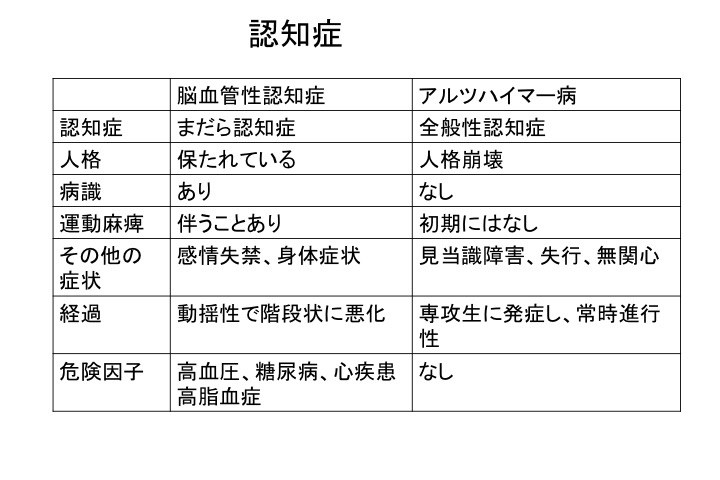 認知症
脳血管性認知症 アルツハイマー病
認知症 まだら認知症 全般性認知症
人格 保たれている 人格崩壊
病識 あり なし
運動麻痺 伴うことあり 初期にはなし
その他の 感情失禁、身体症状 見当識障害、失行、無関心
症状
経過 動揺性で階段状に悪化 専攻生に発症し、常時進行
性
危険因子 高血圧、糖尿病、心疾患 なし
高脂血症